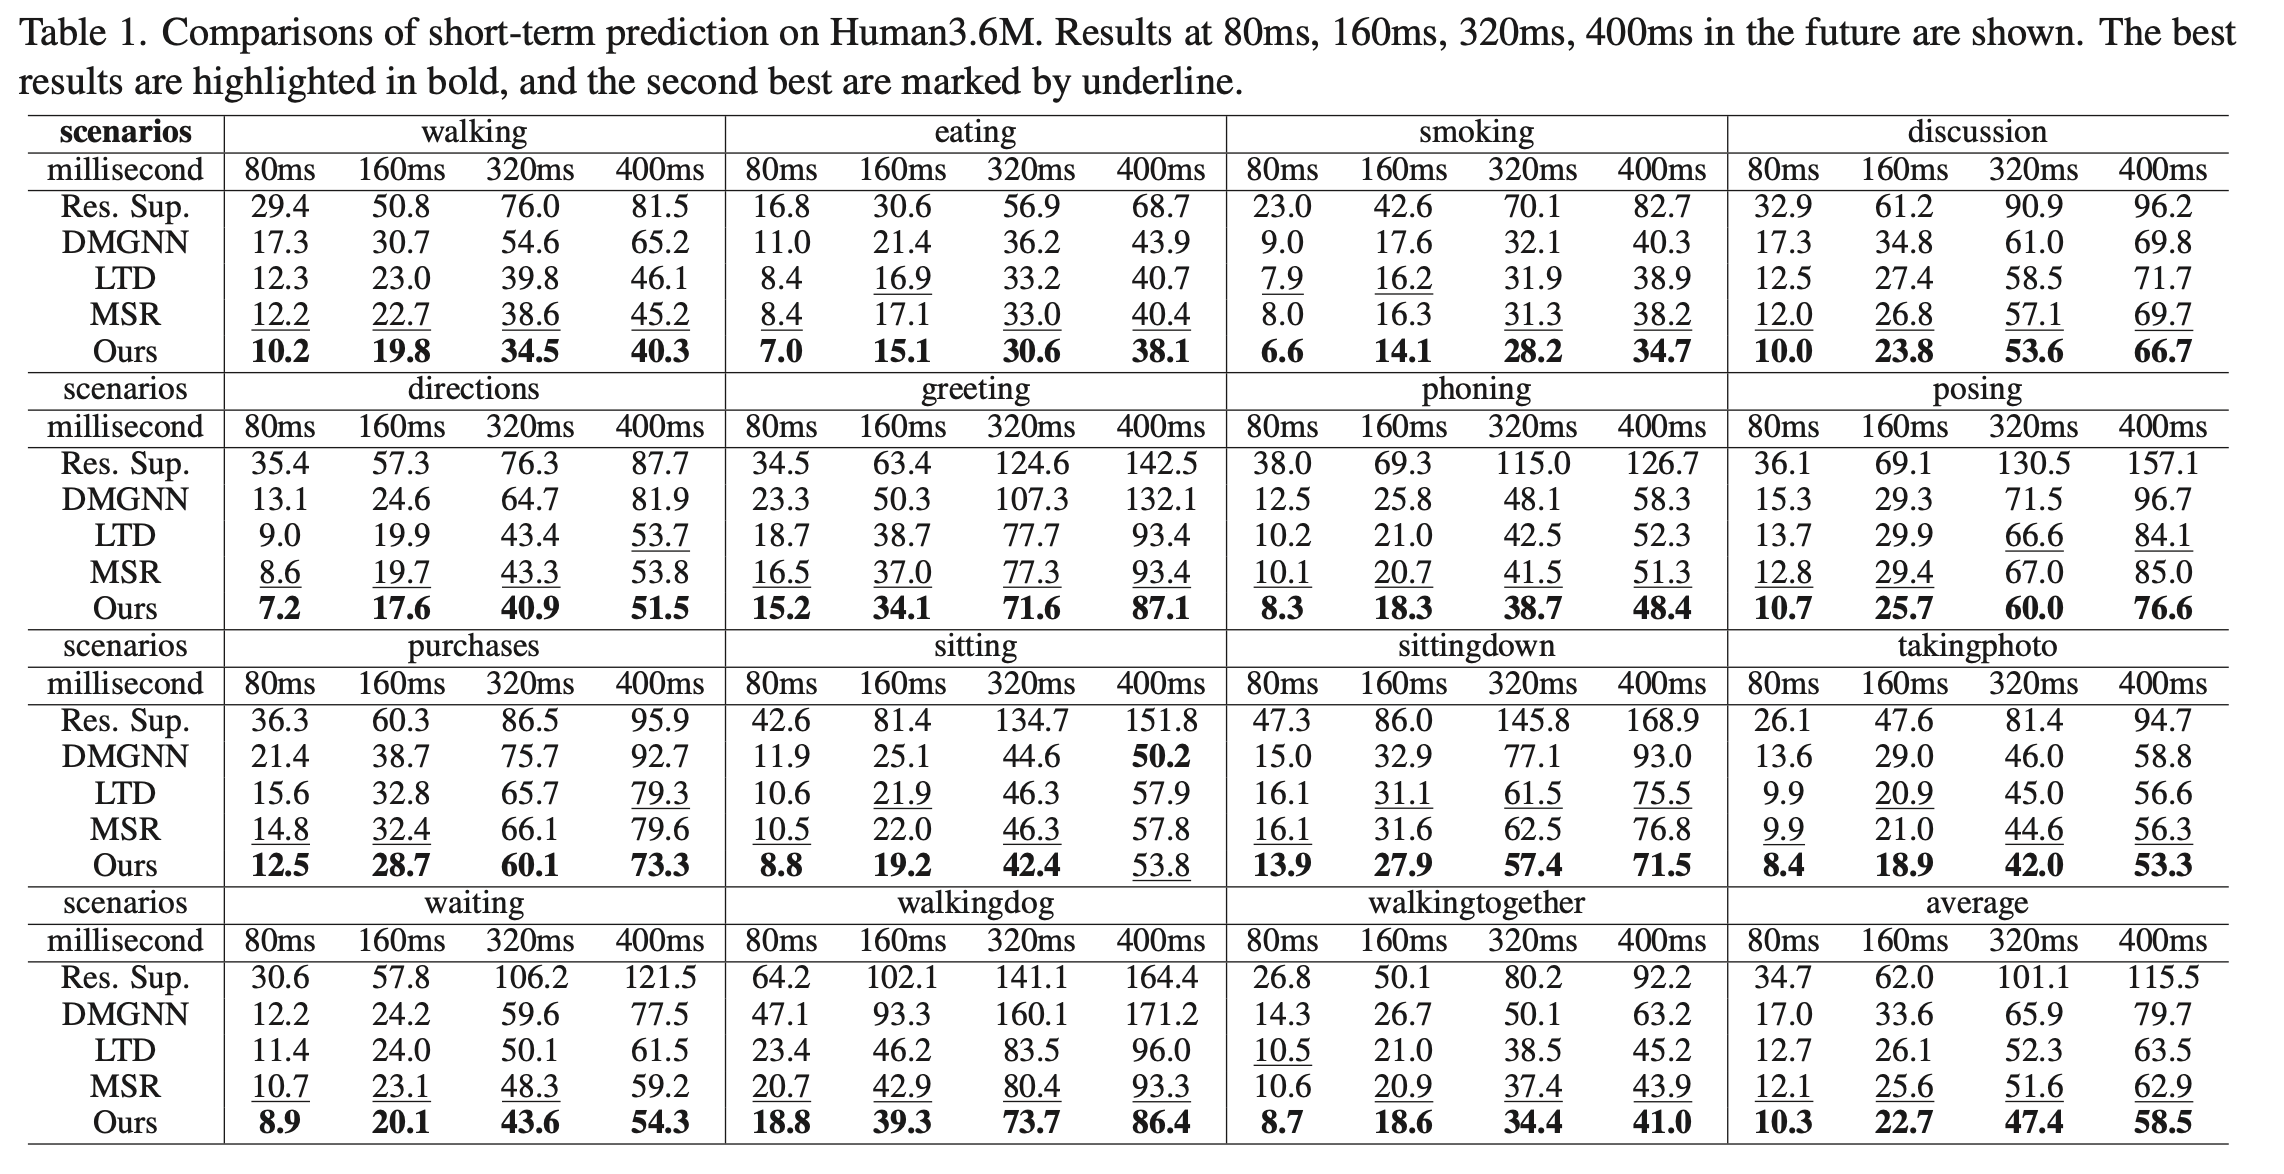 Table 1. Comparisons of short-term prediction on Human3.6M. Results at 80ms, 160ms, 320ms, 400ms in the future are shown. The best
results are highlighted in bold, and the second best are marked by underline.
scenarios walking eating smoking discussion
millisecond 80ms 160ms 320ms 400ms 80ms 160ms 320ms 400ms 80ms 160ms 320ms 400ms 80ms 160ms 320ms 400ms
Res. Sup. 29.4 50.8 76.0 81.5 16.8 30.6 56.9 68.7 23.0 42.6 70.1 82.7 32.9 61.2 90.9 96.2
DMGNN 17.3 30.7 54.6 65.2 11.0 21.4 36.2 43.9 9.0 17.6 32.1 40.3 17.3 34.8 61.0 69.8
LTD 12.3 23.0 39.8 46.1 8.4 16.9 33.2 40.7 7.9 16.2 31.9 38.9 12.5 27.4 58.5 71.7
MSR 12.2 22.7 38.6 45.2 8.4 17.1 33.0 40.4 8.0 16.3 31.3 38.2 12.0 26.8 57.1 69.7
Ours 10.2 19.8 34.5 40.3 7.0 15.1 30.6 38.1 6.6 14.1 28.2 34.7 10.0 23.8 53.6 66.7
scenarios directions greeting phoning posing
millisecond 80ms 160ms 320ms 400ms 80ms 160ms 320ms 400ms 80ms 160ms 320ms 400ms 80ms 160ms 320ms 400ms
Res. Sup. 35.4 57.3 76.3 87.7 34.5 63.4 124.6 142.5 38.0 69.3 115.0 126.7 36.1 69.1 130.5 157.1
DMGNN 13.1 24.6 64.7 81.9 23.3 50.3 107.3 132.1 12.5 25.8 48.1 58.3 15.3 29.3 71.5 96.7
LTD 9.0 19.9 43.4 53.7 18.7 38.7 77.7 93.4 10.2 21.0 42.5 52.3 13.7 29.9 66.6 84.1
MSR 8.6 19.7 43.3 53.8 16.5 37.0 77.3 93.4 10.1 20.7 41.5 51.3 12.8 29.4 67.0 85.0
Ours 7.2 17.6 40.9 51.5 15.2 34.1 71.6 87.1 8.3 18.3 38.7 48.4 10.7 25.7 60.0 76.6
scenarios purchases sitting sittingdown takingphoto
millisecond 80ms 160ms 320ms 400ms 80ms 160ms 320ms 400ms 80ms 160ms 320ms 400ms 80ms 160ms 320ms 400ms
Res. Sup. 36.3 60.3 86.5 95.9 42.6 81.4 134.7 151.8 47.3 86.0 145.8 168.9 26.1 47.6 81.4 94.7
DMGNN 21.4 38.7 75.7 92.7 11.9 25.1 44.6 50.2 15.0 32.9 77.1 93.0 13.6 29.0 46.0 58.8
LTD 15.6 32.8 65.7 79.3 10.6 21.9 46.3 57.9 16.1 31.1 61.5 75.5 9.9 20.9 45.0 56.6
MSR 14.8 32.4 66.1 79.6 10.5 22.0 46.3 57.8 16.1 31.6 62.5 76.8 9.9 21.0 44.6 56.3
Ours 12.5 28.7 60.1 73.3 8.8 19.2 42.4 53.8 13.9 27.9 57.4 71.5 8.4 18.9 42.0 53.3
scenarios waiting walkingdog walkingtogether average
millisecond 80ms 160ms 320ms 400ms 80ms 160ms 320ms 400ms 80ms 160ms 320ms 400ms 80ms 160ms 320ms 400ms
Res. Sup. 30.6 57.8 106.2 121.5 64.2 102.1 141.1 164.4 26.8 50.1 80.2 92.2 34.7 62.0 101.1 115.5
DMGNN 12.2 24.2 59.6 77.5 47.1 93.3 160.1 171.2 14.3 26.7 50.1 63.2 17.0 33.6 65.9 79.7
LTD 11.4 24.0 50.1 61.5 23.4 46.2 83.5 96.0 10.5 21.0 38.5 45.2 12.7 26.1 52.3 63.5
MSR 10.7 23.1 48.3 59.2 20.7 42.9 80.4 93.3 10.6 20.9 37.4 43.9 12.1 25.6 51.6 62.9
Ours 8.9 20.1 43.6 54.3 18.8 39.3 73.7 86.4 8.7 18.6 34.4 41.0 10.3 22.7 47.4 58.5